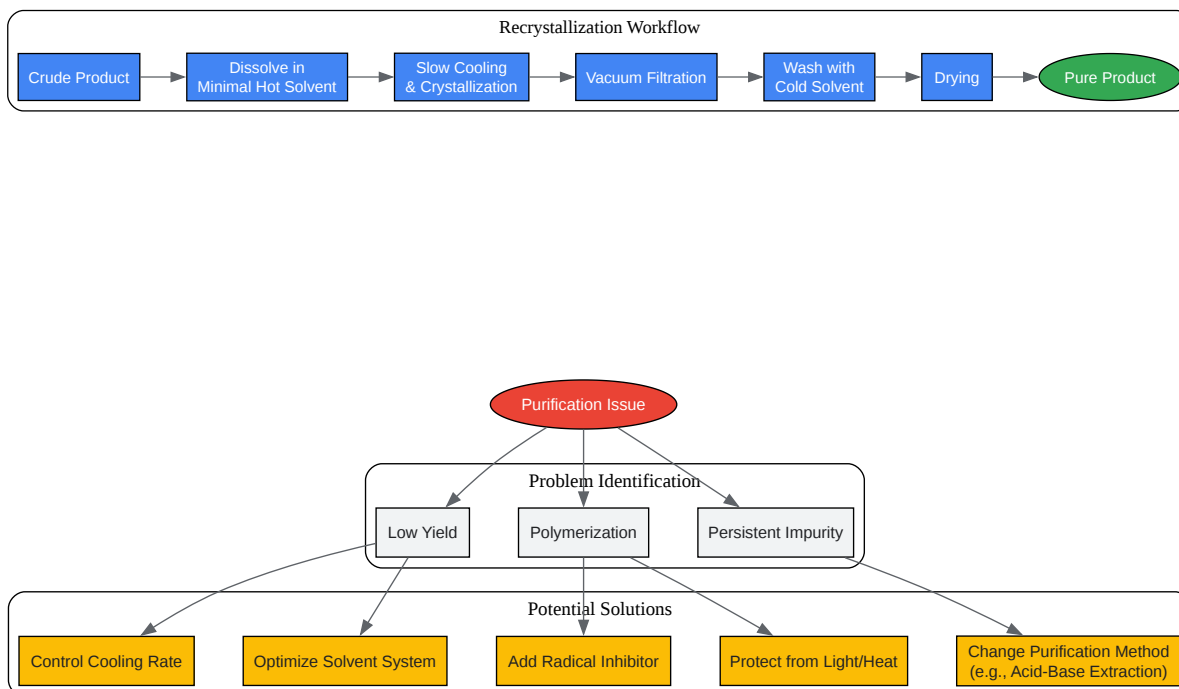 Recrystallization Workflow
Crude Product
Dissolve in
Minimal Hot Solvent
Slow Cooling
& Crystallization
Vacuum Filtration
Wash with
Cold Solvent
Drying
Pure Product
Purification Issue
Problem Identification
Low Yield
Polymerization
Persistent Impurity
Potential Solutions
Control Cooling Rate
Optimize Solvent System
Add Radical Inhibitor
Protect from Light/Heat
Change Purification Method
(e.g., Acid-Base Extraction)